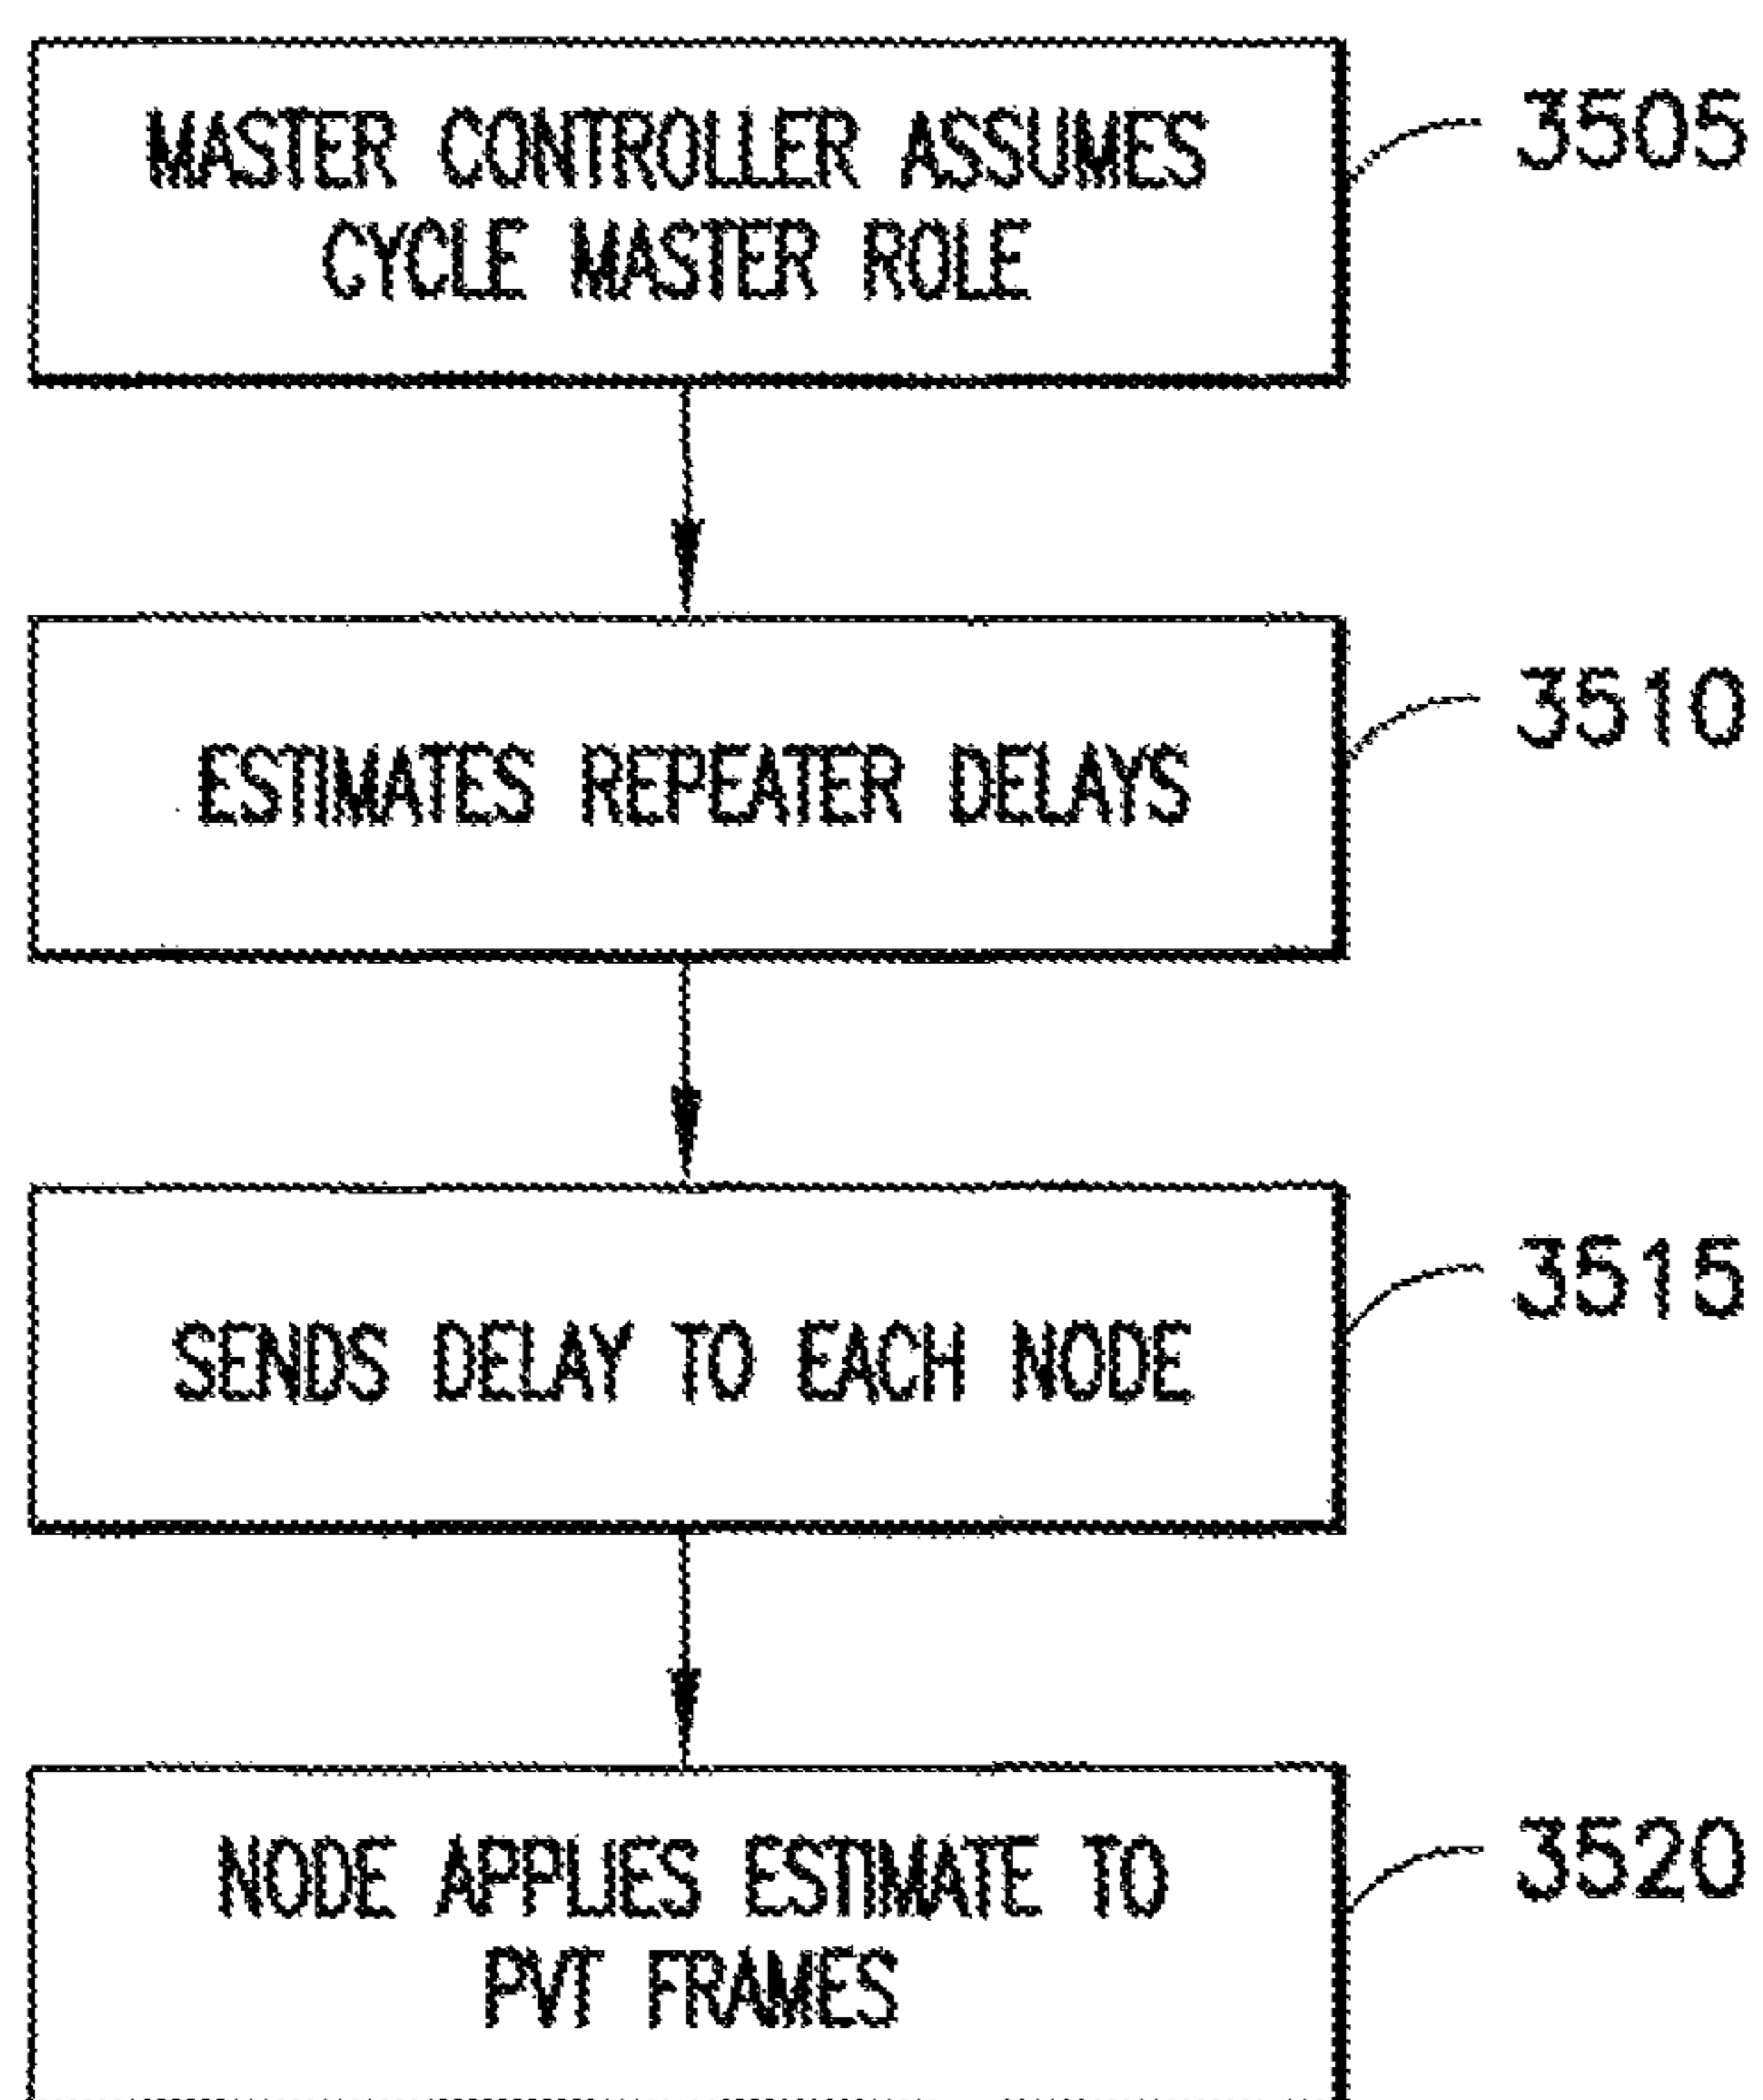 MASTER CONTROLLER ASSUMES
CYCLE MASTER ROLE
3505
ESTIMATES REPEATER DELAYS
3510
SENDS DELAY TO EACH NODE
3515
NODE APPLIES ESTIMATE TO
PVT FRAMES
3520